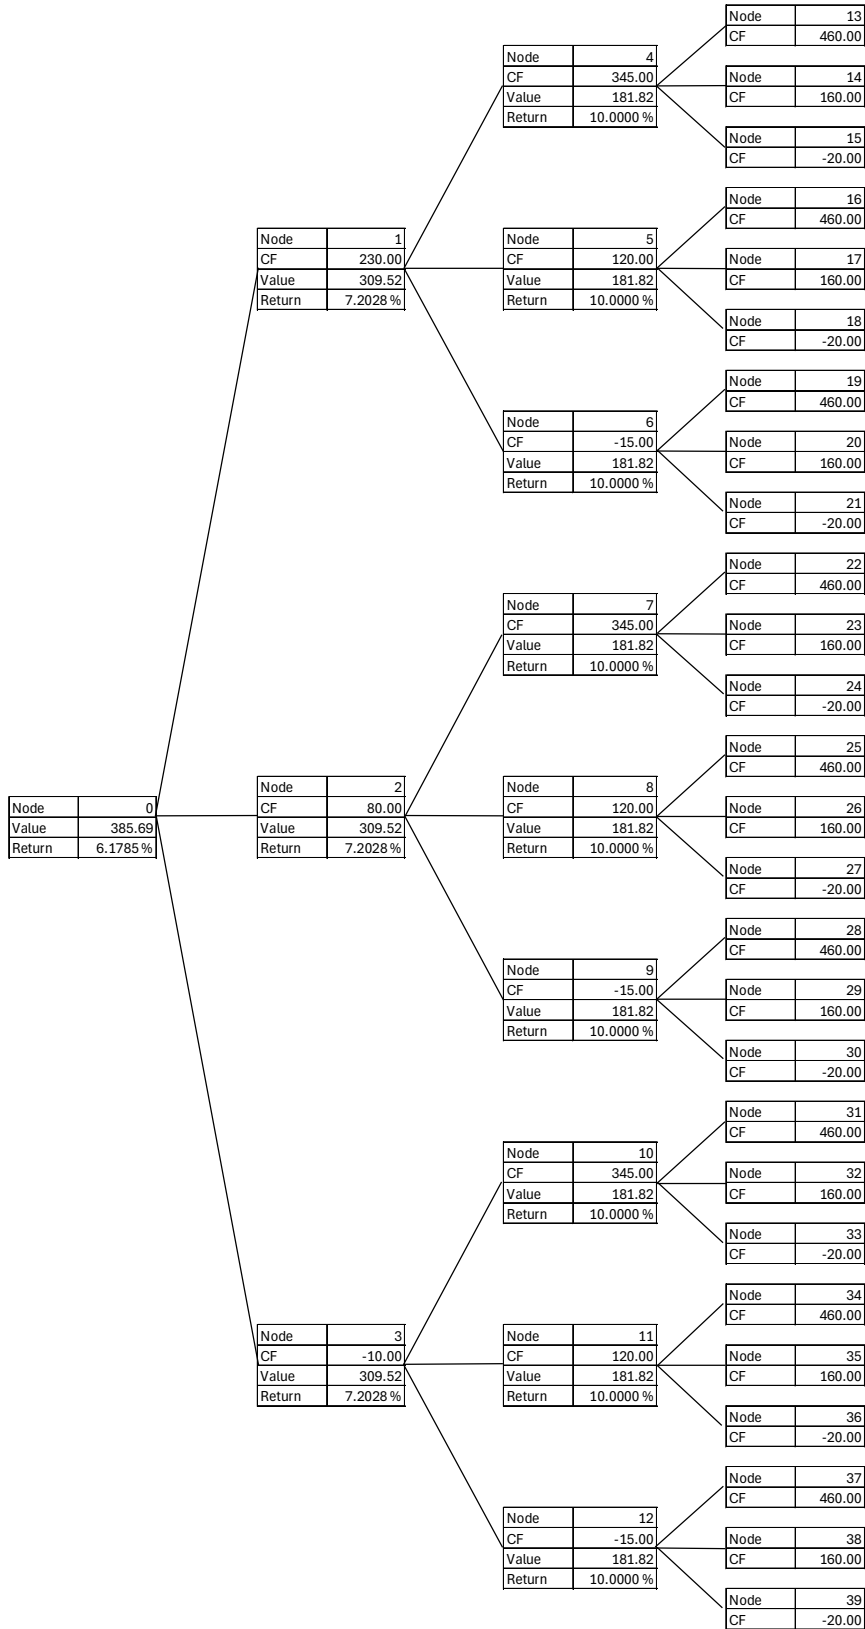 Node 0
Value 385.69
Return 6.1785 %
Node 1
CF 230.00
Value 309.52
Return 7.2028 %
Node 2
CF 80.00
Value 309.52
Return 7.2028 %
Node 3
CF -10.00
Value 309.52
Return 7.2028 %
Node 4
CF 345.00
Value 181.82
Return 10.0000 %
Node 5
CF 120.00
Value 181.82
Return 10.0000 %
Node 6
CF -15.00
Value 181.82
Return 10.0000 %
Node 7
CF 345.00
Value 181.82
Return 10.0000 %
Node 8
CF 120.00
Value 181.82
Return 10.0000 %
Node 9
CF -15.00
Value 181.82
Return 10.0000 %
Node 10
CF 345.00
Value 181.82
Return 10.0000 %
Node 11
CF 120.00
Value 181.82
Return 10.0000 %
Node 12
CF -15.00
Value 181.82
Return 10.0000 %
Node 13
CF 460.00
Node 14
CF 160.00
Node 15
CF -20.00
Node 16
CF 460.00
Node 17
CF 160.00
Node 18
CF -20.00
Node 19
CF 460.00
Node 20
CF 160.00
Node 21
CF -20.00
Node 22
CF 460.00
Node 23
CF 160.00
Node 24
CF -20.00
Node 25
CF 460.00
Node 26
CF 160.00
Node 27
CF -20.00
Node 28
CF 460.00
Node 29
CF 160.00
Node 30
CF -20.00
Node 31
CF 460.00
Node 32
CF 160.00
Node 33
CF -20.00
Node 34
CF 460.00
Node 35
CF 160.00
Node 36
CF -20.00
Node 37
CF 460.00
Node 38
CF 160.00
Node 39
CF -20.00